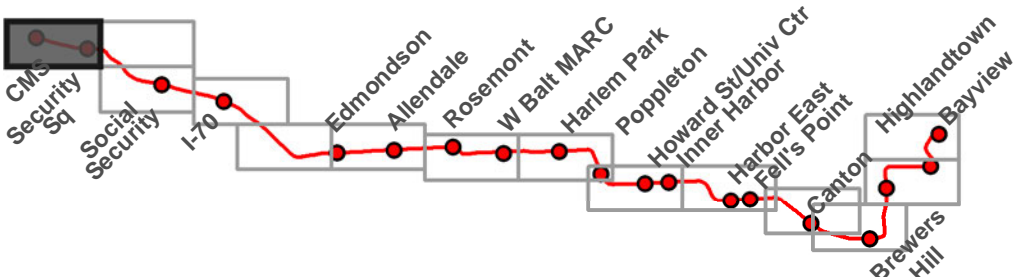 CMS
Security
Sq
Social
Security
I-70
Edmondson
Allendale
Rosemont
W Balt MARC
Harlem Park
Poppleton
Howard St/Univ Ctr
Inner Harbor
Harbor East
Fell's Point
Canton
Brewers
Hill
Highlandtown
Bayview